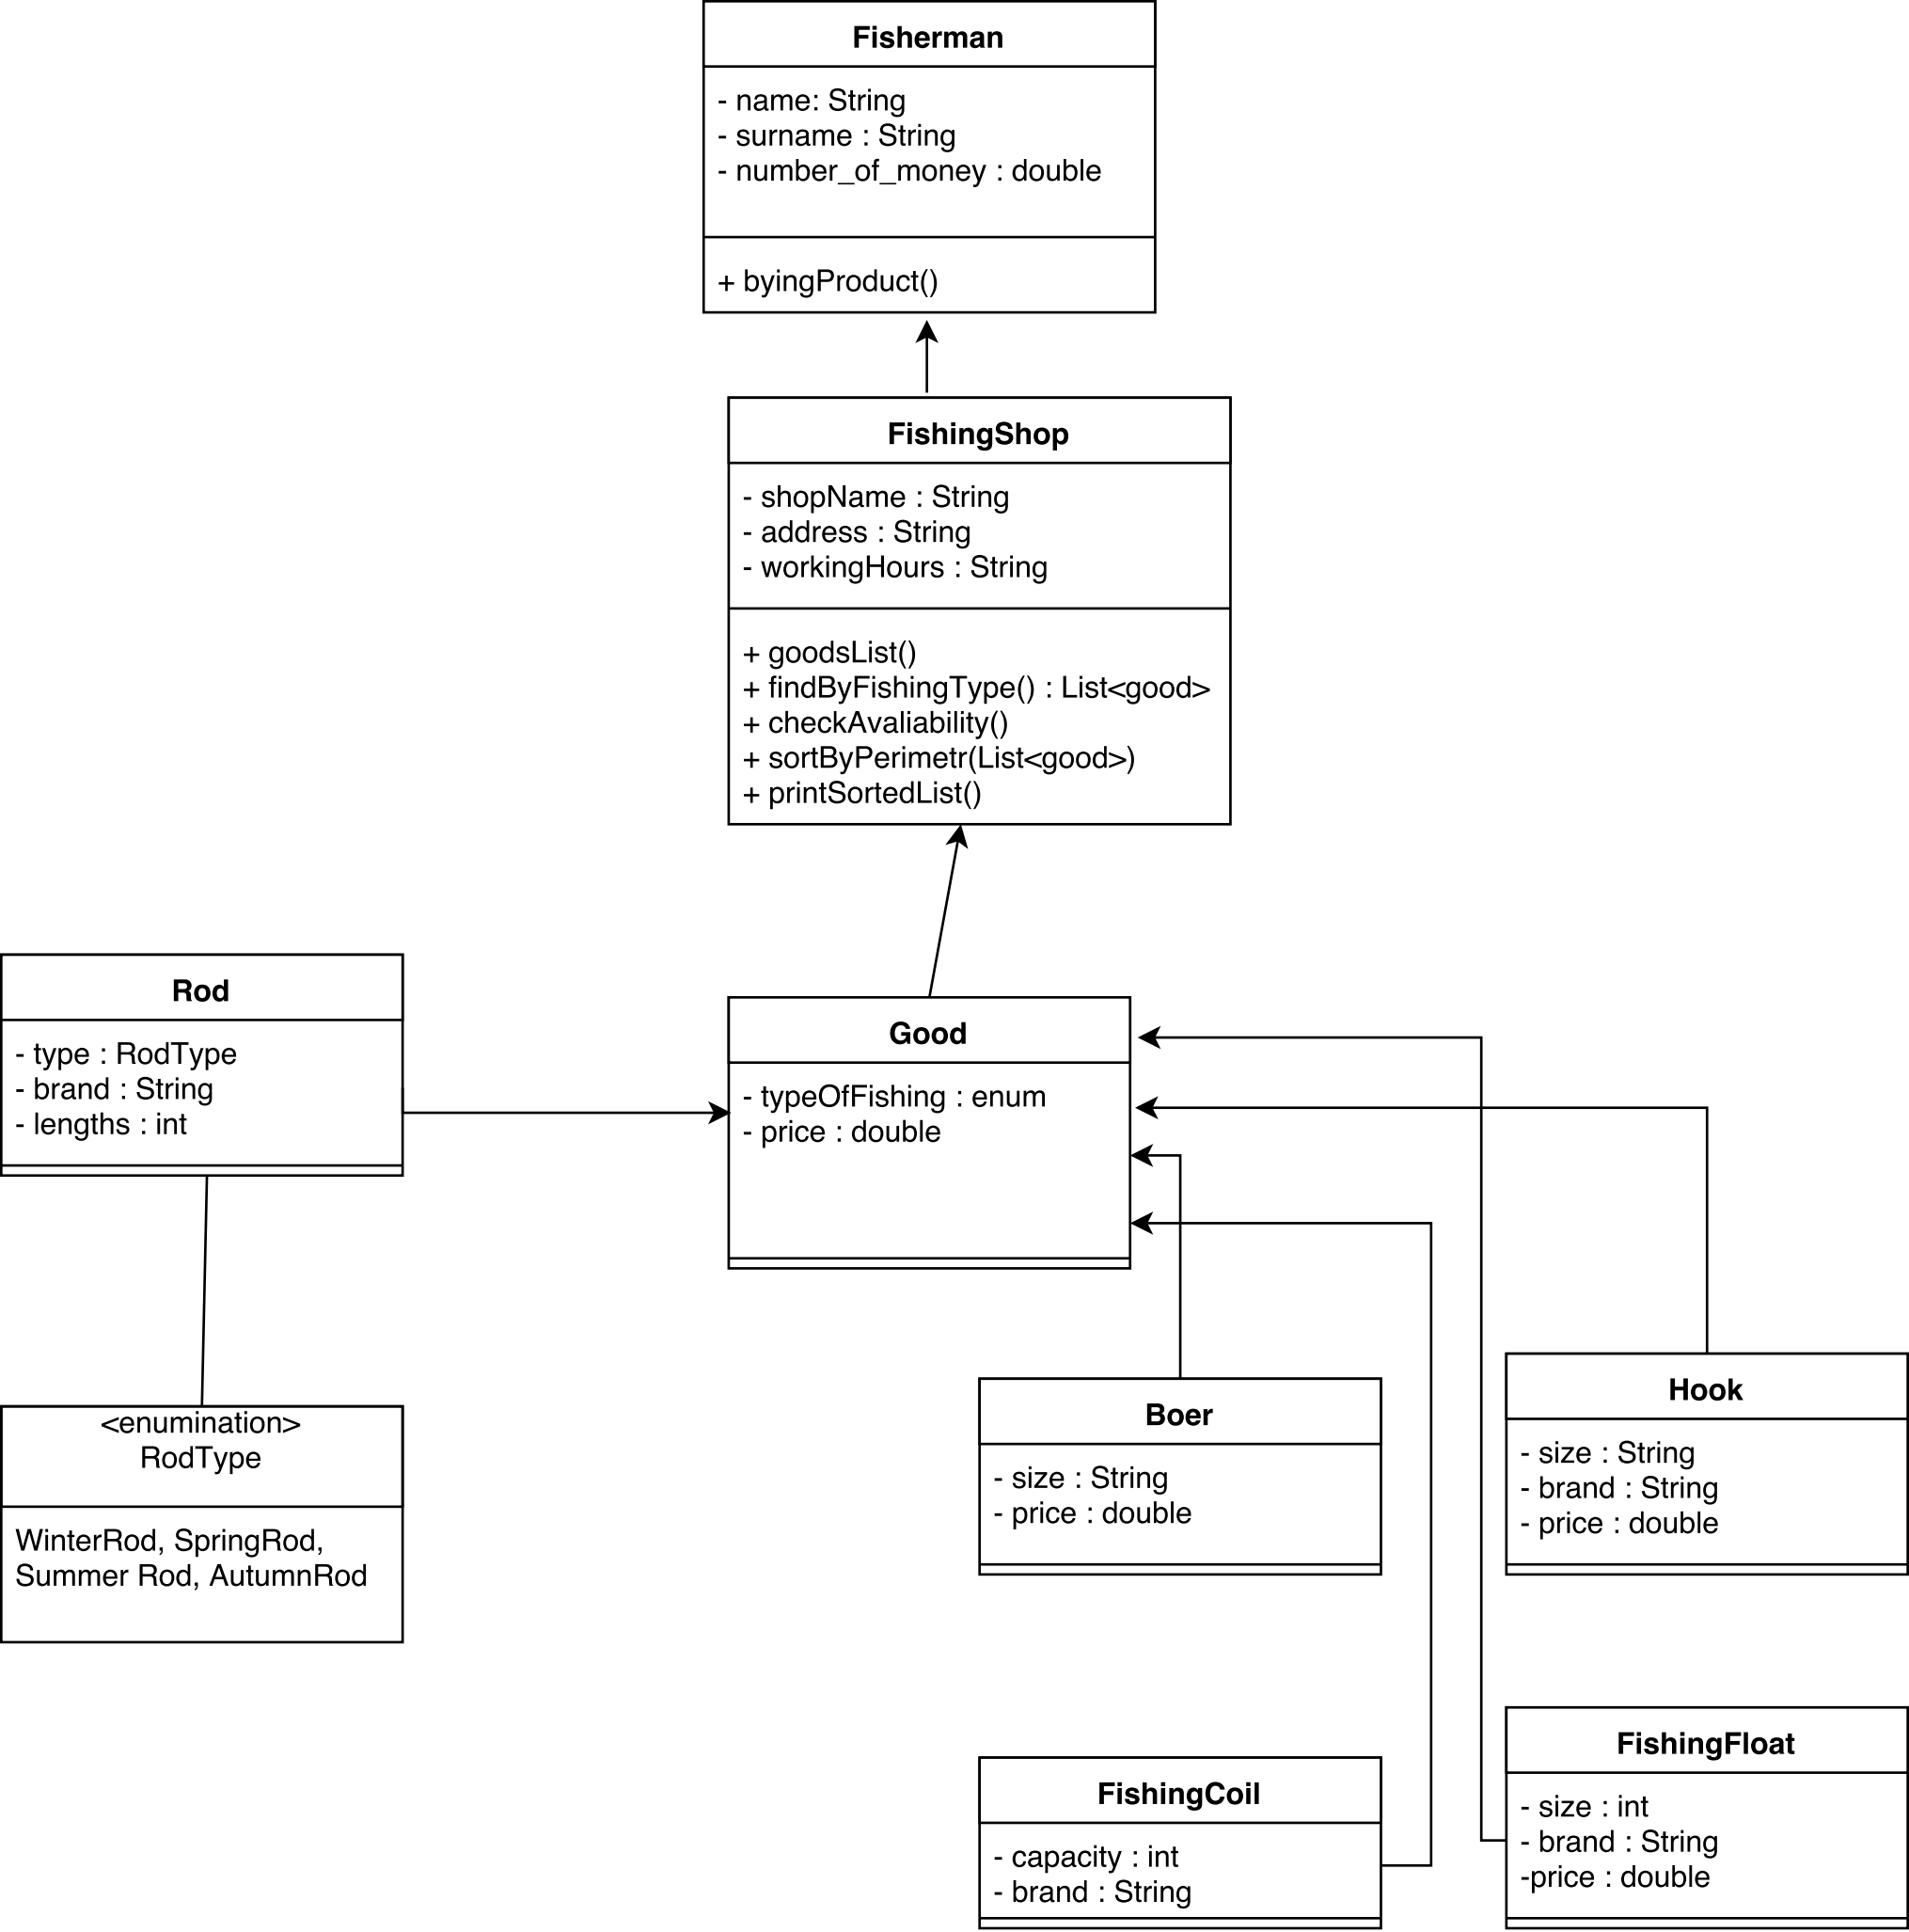 Fisherman
- name: String
- surname : String
- number_of_money : double
+ byingProduct()
FishingShop
- shopName : String
- address : String
- workingHours : String
+ goodsList()
+ findByFishingType() : List<good>
+ checkAvaliability()
+ sortByPerimetr(List<good>)
+ printSortedList()
Rod
- type : RodType
- brand : String
- lengths : int
Good
- typeOfFishing : enum
- price : double
<enumination>
RodType
WinterRod, SpringRod,
Summer Rod, AutumnRod
Boer
- size : String
- price : double
Hook
- size : String
- brand : String
- price : double
FishingCoil
- capacity : int
- brand : String
FishingFloat
- size : int
- brand : String
-price : double